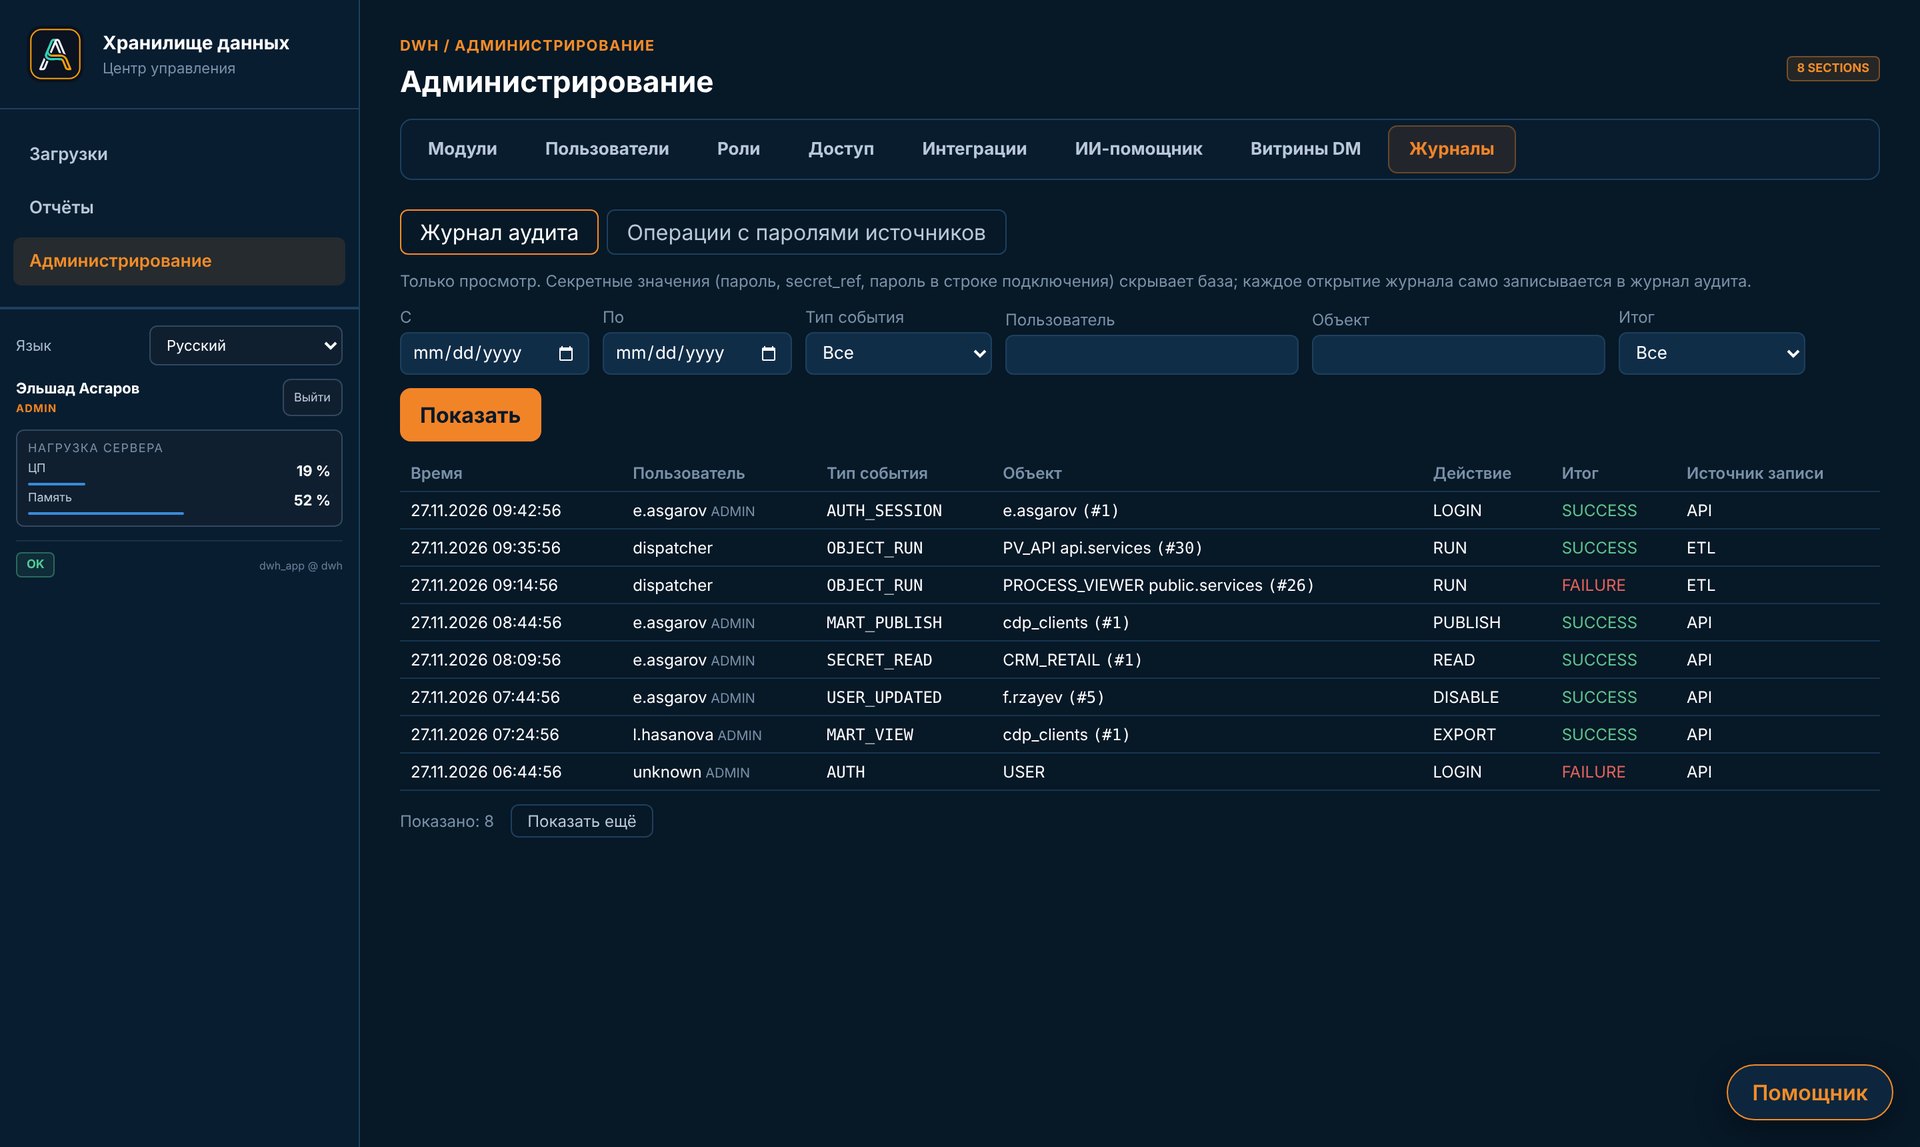 Хранилище данных
Центр управления
Загрузки
Отчёты
Администрирование
Язык
Русский
Эльшад Асгаров
ADMIN
Выйти
НАГРУЗКА СЕРВЕРА
ЦП 19 %
Память 52 %
OK
dwh_app @ dwh
DWH / АДМИНИСТРИРОВАНИЕ
Администрирование
8 SECTIONS
Модули Пользователи Роли Доступ Интеграции ИИ-помощник Витрины DM Журналы
Журнал аудита Операции с паролями источников
Только просмотр. Секретные значения (пароль, secret_ref, пароль в строке подключения) скрывает база; каждое открытие журнала само записывается в журнал аудита.
С По Тип события Пользователь Объект Итог
mm/dd/yyyy mm/dd/yyyy Все Все
Показать
Время Пользователь Тип события Объект Действие Итог Источник записи
27.11.2026 09:42:56 e.asgarov ADMIN AUTH_SESSION e.asgarov (#1) LOGIN SUCCESS API
27.11.2026 09:35:56 dispatcher OBJECT_RUN PV_API api.services (#30) RUN SUCCESS ETL
27.11.2026 09:14:56 dispatcher OBJECT_RUN PROCESS_VIEWER public.services (#26) RUN FAILURE ETL
27.11.2026 08:44:56 e.asgarov ADMIN MART_PUBLISH cdp_clients (#1) PUBLISH SUCCESS API
27.11.2026 08:09:56 e.asgarov ADMIN SECRET_READ CRM_RETAIL (#1) READ SUCCESS API
27.11.2026 07:44:56 e.asgarov ADMIN USER_UPDATED f.rzayev (#5) DISABLE SUCCESS API
27.11.2026 07:24:56 l.hasanova ADMIN MART_VIEW cdp_clients (#1) EXPORT SUCCESS API
27.11.2026 06:44:56 unknown ADMIN AUTH USER LOGIN FAILURE API
Показано: 8 Показать ещё
Помощник